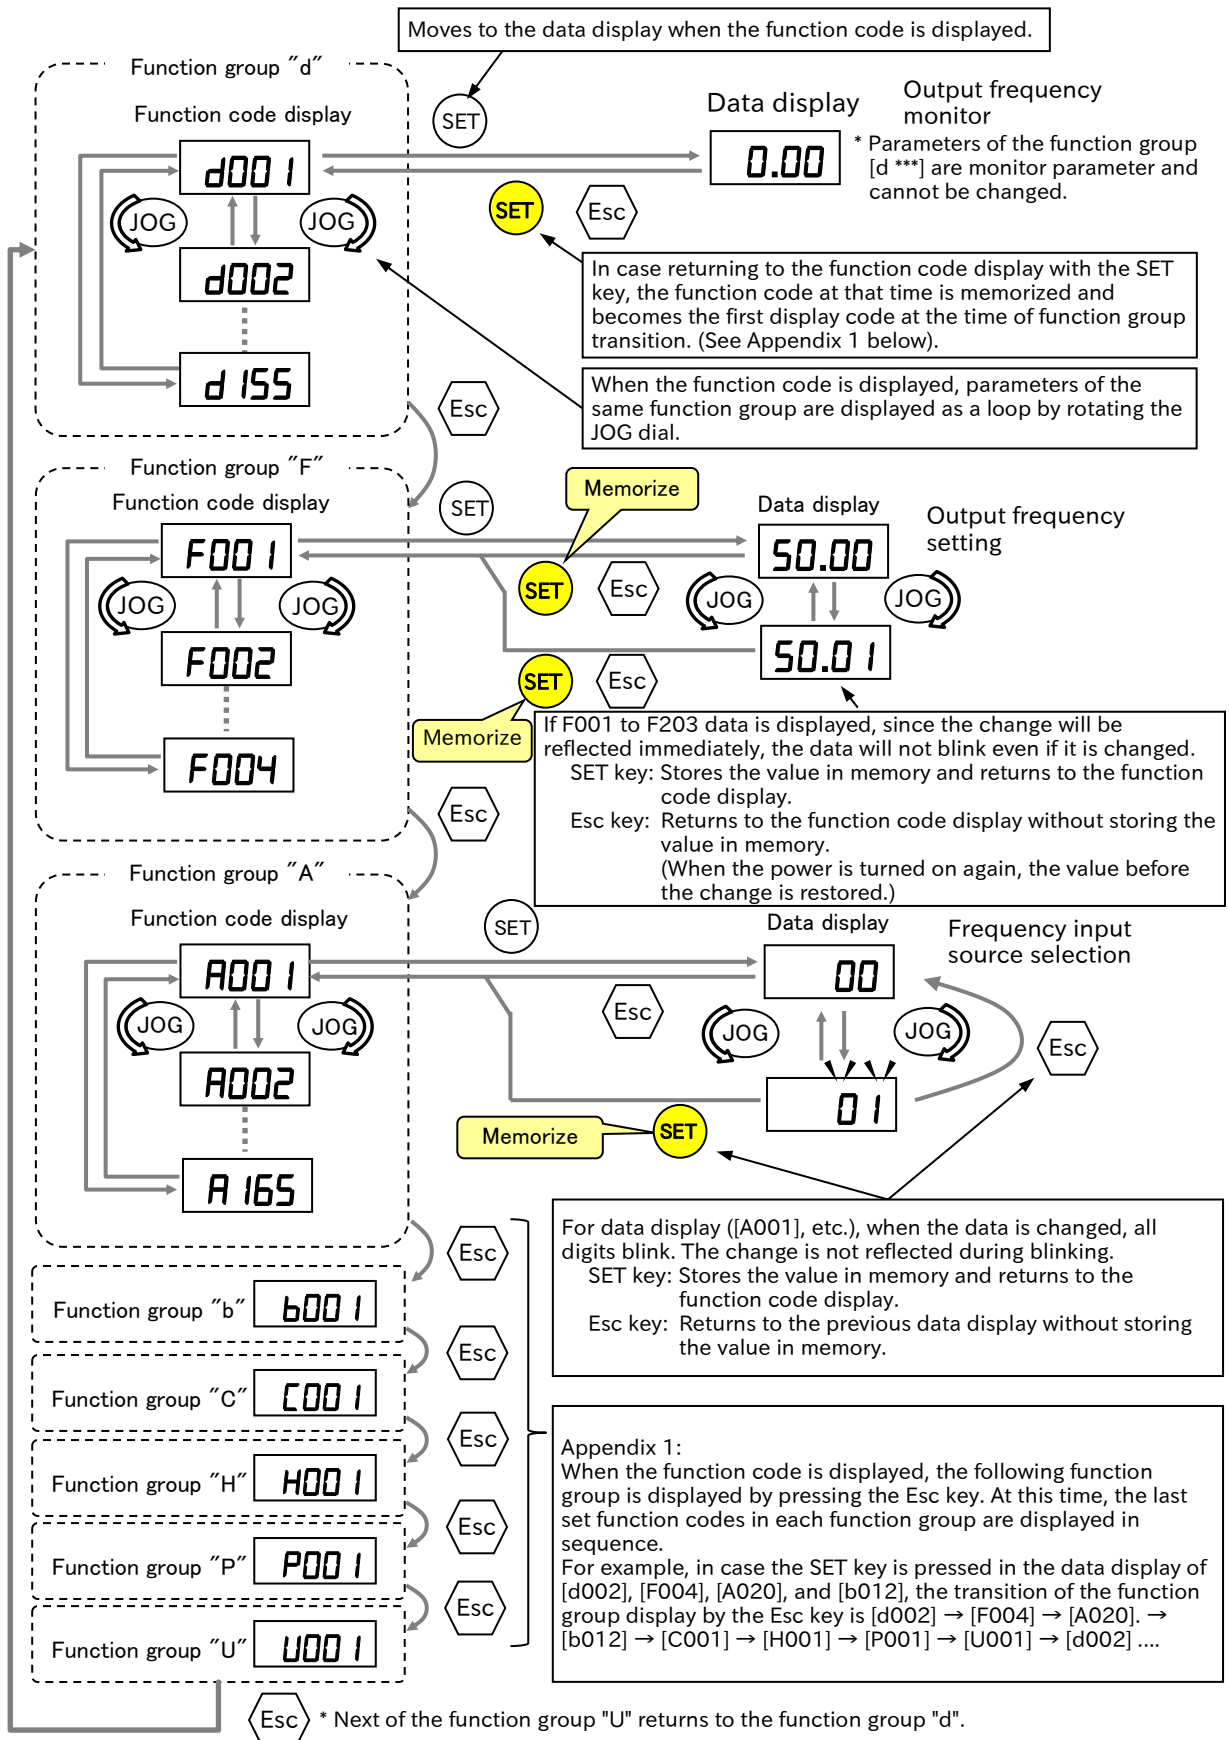 Moves to the data display when the function code is displayed.
Function group "d"
Function code display
SET
Data display
Output frequency
monitor
d001
0.00
* Parameters of the function group
[d ***] are monitor parameter and
cannot be changed.
JOG
JOG
SET
Esc
d002
In case returning to the function code display with the SET
key, the function code at that time is memorized and
becomes the first display code at the time of function group
transition. (See Appendix 1 below).
d155
When the function code is displayed, parameters of the
same function group are displayed as a loop by rotating the
JOG dial.
Esc
Function group "F"
Function code display
SET
Memorize
Data display
Output frequency
setting
F001
50.00
JOG
JOG
SET
Esc
JOG
JOG
F002
50.01
SET
Esc
Memorize
F004
If F001 to F203 data is displayed, since the change will be
reflected immediately, the data will not blink even if it is changed.
SET key: Stores the value in memory and returns to the function
code display.
Esc key: Returns to the function code display without storing the
value in memory.
(When the power is turned on again, the value before
the change is restored.)
Esc
Function group "A"
Function code display
SET
Data display
Frequency input
source selection
A001
00
JOG
JOG
Esc
JOG
JOG
Esc
A002
01
Memorize
SET
A165
For data display ([A001], etc.), when the data is changed, all
digits blink. The change is not reflected during blinking.
SET key: Stores the value in memory and returns to the
function code display.
Esc key: Returns to the previous data display without storing
the value in memory.
Esc
Function group "b"
b001
Esc
Function group "C"
C001
Esc
Function group "H"
H001
Esc
Function group "P"
P001
Esc
Function group "U"
U001
Appendix 1:
When the function code is displayed, the following function
group is displayed by pressing the Esc key. At this time, the last
set function codes in each function group are displayed in
sequence.
For example, in case the SET key is pressed in the data display of
[d002], [F004], [A020], and [b012], the transition of the function
group display by the Esc key is [d002] → [F004] → [A020]. →
[b012] → [C001] → [H001] → [P001] → [U001] → [d002] ....
Esc
* Next of the function group "U" returns to the function group "d".